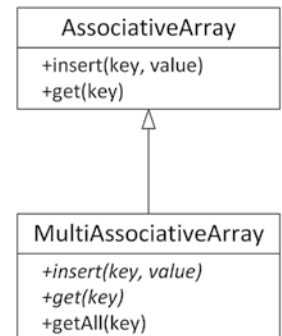 AssociativeArray
+insert(key, value)
+get(key)
MultiAssociativeArray
+insert(key, value)
+get(key)
+getAll(key)